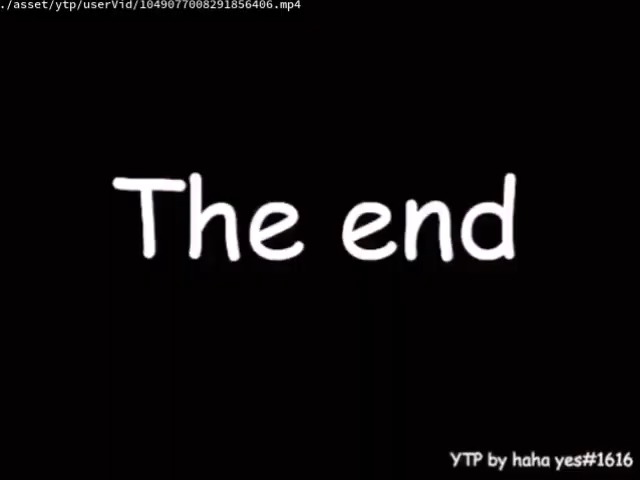 ./asset/ytp/userVid/1049077008291856406.mp4
The end
YTP by haha yes#1616